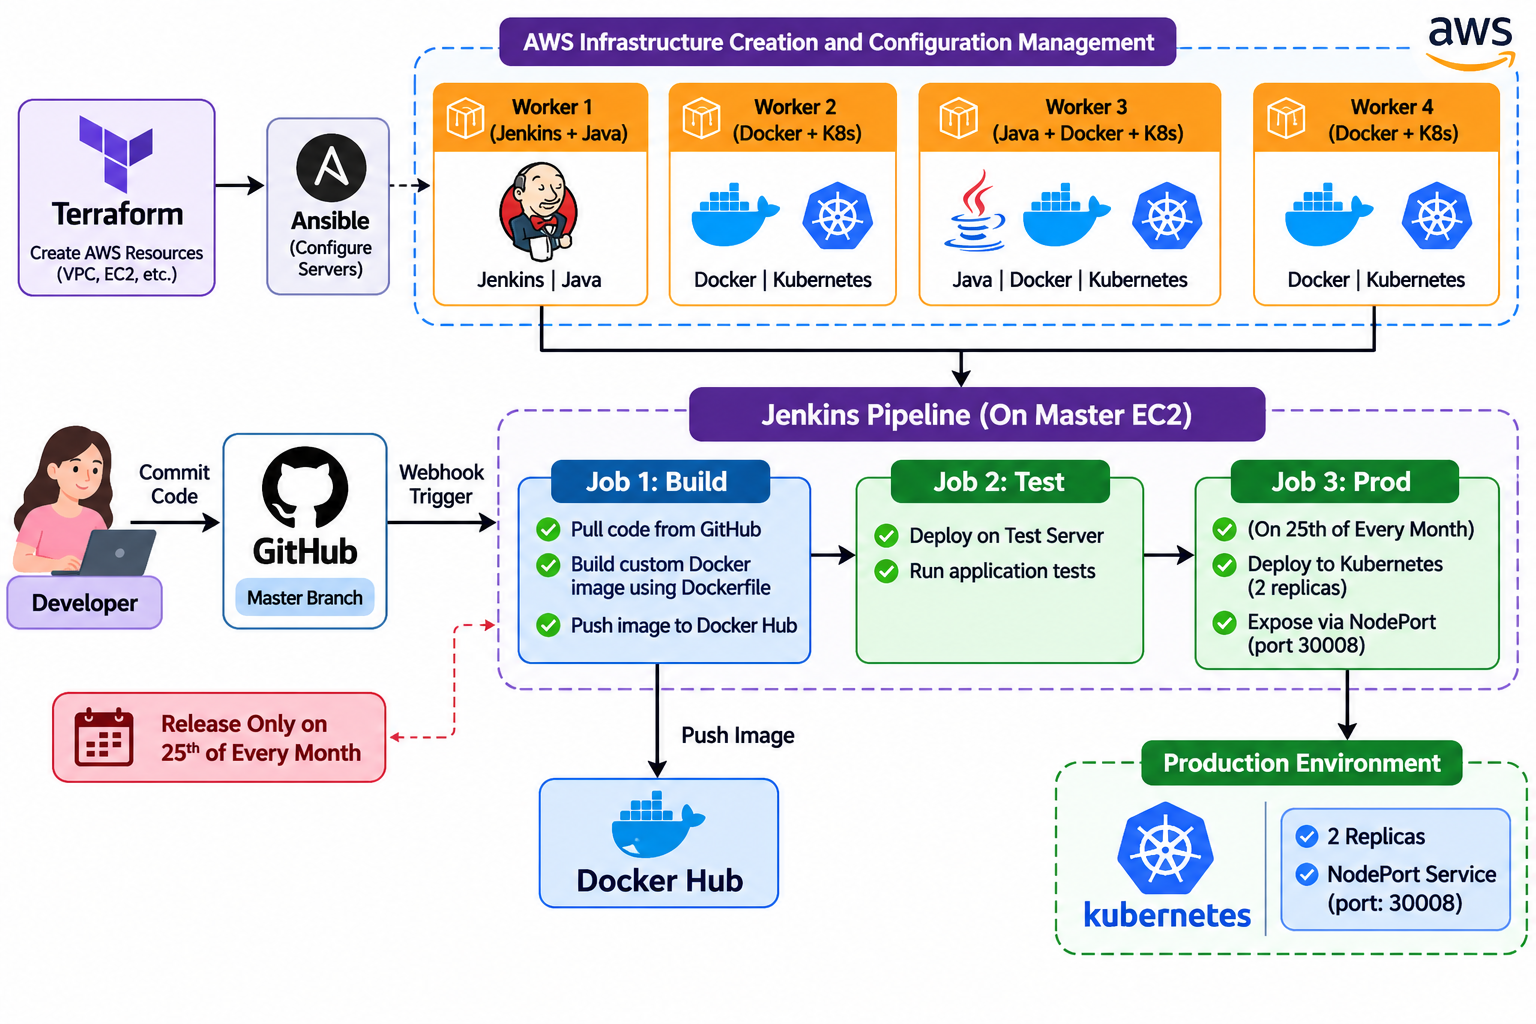 AWS Infrastructure Creation and Configuration Management
aws
Terraform
Create AWS Resources
(VPC, EC2, etc.)
Ansible
(Configure
Servers)
Worker 1
(Jenkins + Java)
Jenkins | Java
Worker 2
(Docker + K8s)
Docker | Kubernetes
Worker 3
(Java + Docker + K8s)
Java | Docker | Kubernetes
Worker 4
(Docker + K8s)
Docker | Kubernetes
Jenkins Pipeline (On Master EC2)
Developer
Commit
Code
GitHub
Master Branch
Webhook
Trigger
Job 1: Build
Pull code from GitHub
Build custom Docker
image using Dockerfile
Push image to Docker Hub
Job 2: Test
Deploy on Test Server
Run application tests
Job 3: Prod
(On 25th of Every Month)
Deploy to Kubernetes
(2 replicas)
Expose via NodePort
(port 30008)
Release Only on
25th of Every Month
Push Image
Docker Hub
Production Environment
kubernetes
2 Replicas
NodePort Service
(port: 30008)